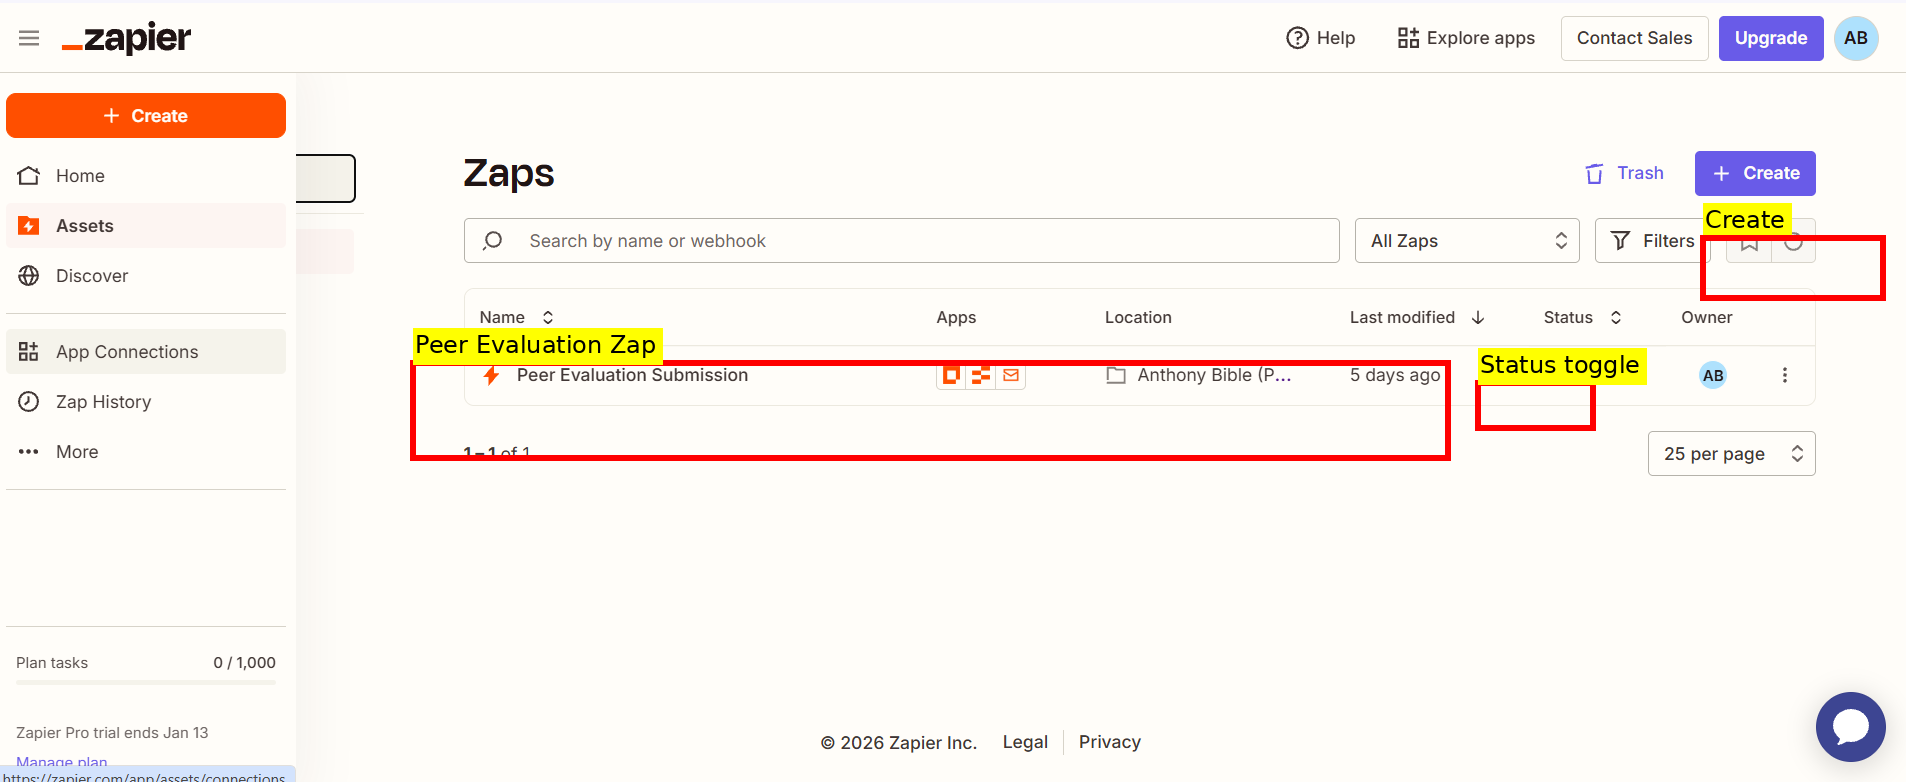 zapier
Help
Explore apps
Contact Sales
Upgrade
AB
Create
Home
Assets
Discover
App Connections
Zap History
More
Plan tasks
0 / 1,000
Zapier Pro trial ends Jan 13
Manage plan
https://zapier.com/app/assets/connections
Zaps
Trash
Create
Create
Search by name or webhook
All Zaps
Filters
Name
Apps
Location
Last modified
Status
Owner
Peer Evaluation Zap
Status toggle
Peer Evaluation Submission
Anthony Bible (P...
5 days ago
AB
1 – 1 of 1
25 per page
© 2026 Zapier Inc.
Legal
Privacy